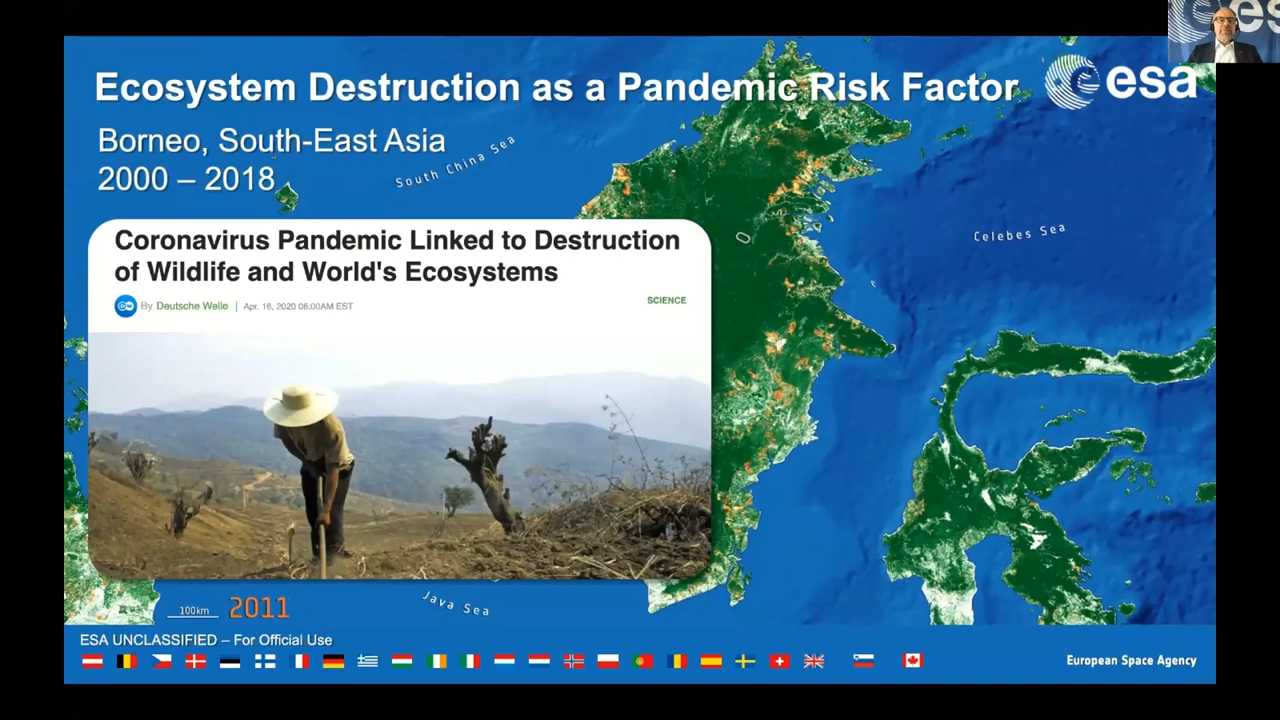 Ecosystem Destruction as a Pandemic Risk Factor
esa
Borneo, South-East Asia
2000 – 2018
South China Sea
Celebes Sea
Coronavirus Pandemic Linked to Destruction
of Wildlife and World's Ecosystems
By Deutsche Welle | Apr. 16, 2020 06:00AM EST
SCIENCE
Java Sea
100km
2011
ESA UNCLASSIFIED – For Official Use
European Space Agency